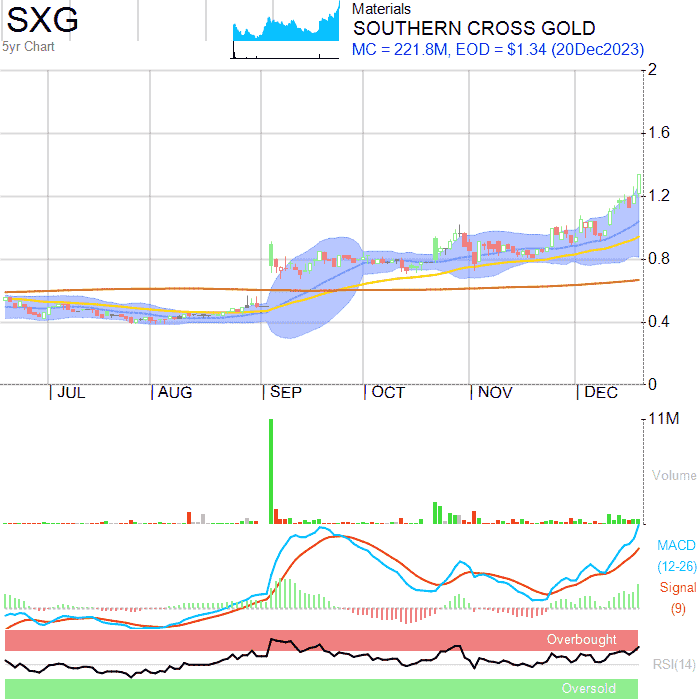 SXG
5yr Chart
Materials
SOUTHERN CROSS GOLD
MC = 221.8M, EOD = $1.34 (20Dec2023)
2
1.6
1.2
0.8
0.4
0
JUL AUG SEP OCT NOV DEC
11M
Volume
MACD
(12-26)
Signal
(9)
Overbought
RSI(14)
Oversold